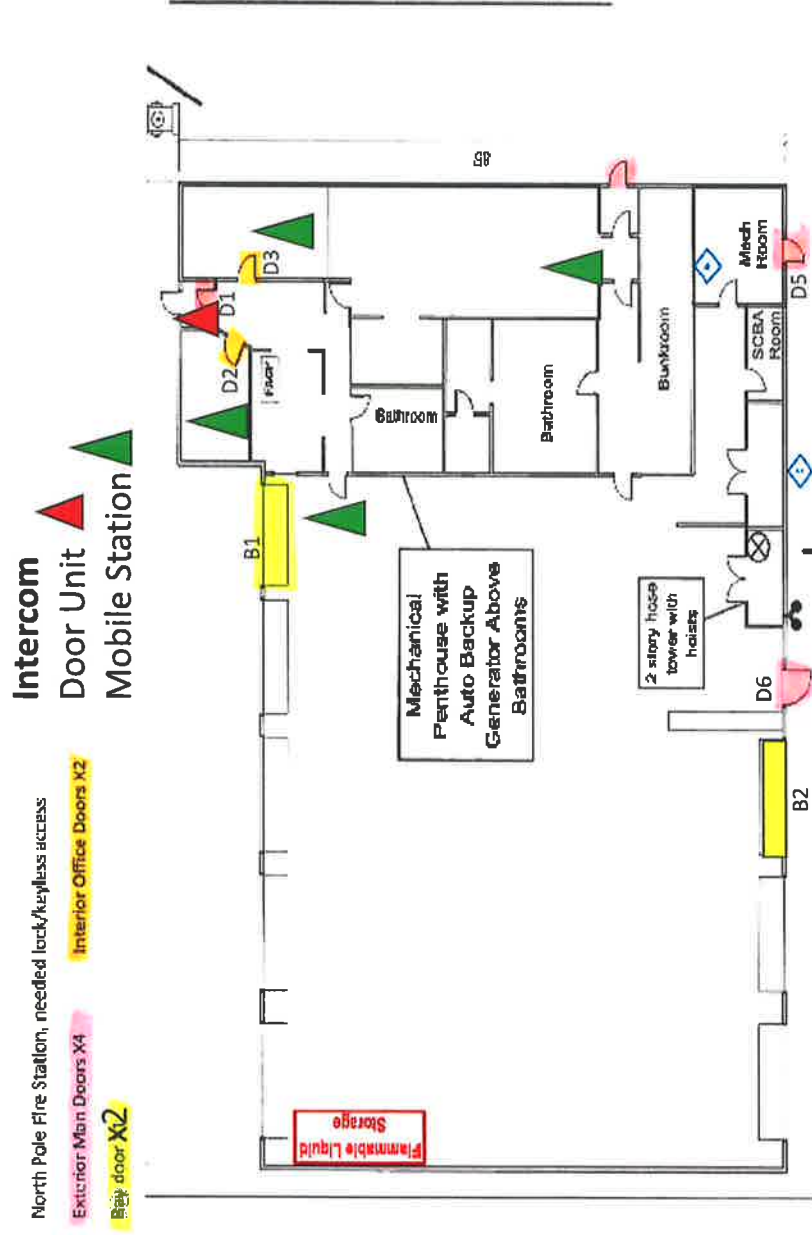 Intercom
Door Unit
Mobile Station
North Pole Fire Station, needed lock/keyless access
Exterior Man Doors X4
Interior Office Doors X2
Bay door X2
85'
D1
D2
D3
FACP
B1
Bathroom
Bathroom
Bunkroom
Mech
Room
SCBA
Room
D5
Mechanical
Penthouse with
Auto Backup
Generator Above
Bathrooms
2 story hose
tower with
hoists
D6
B2
Flammable Liquid
Storage